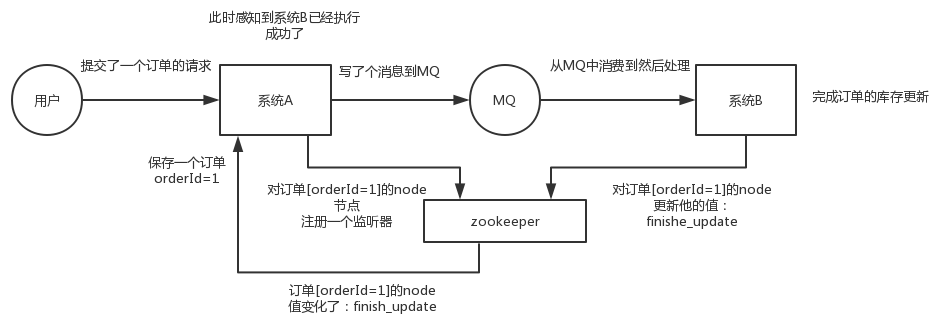 此时感知到系统B已经执行
成功了
提交了一个订单的请求
写了个消息到MQ
从MQ中消费到然后处理
用户
系统A
MQ
系统B
完成订单的库存更新
保存一个订单
orderId=1
对订单[orderId=1]的node
节点
注册一个监听器
对订单[orderId=1]的node
更新他的值：
finishe_update
zookeeper
订单[orderId=1]的node
值变化了：finish_update